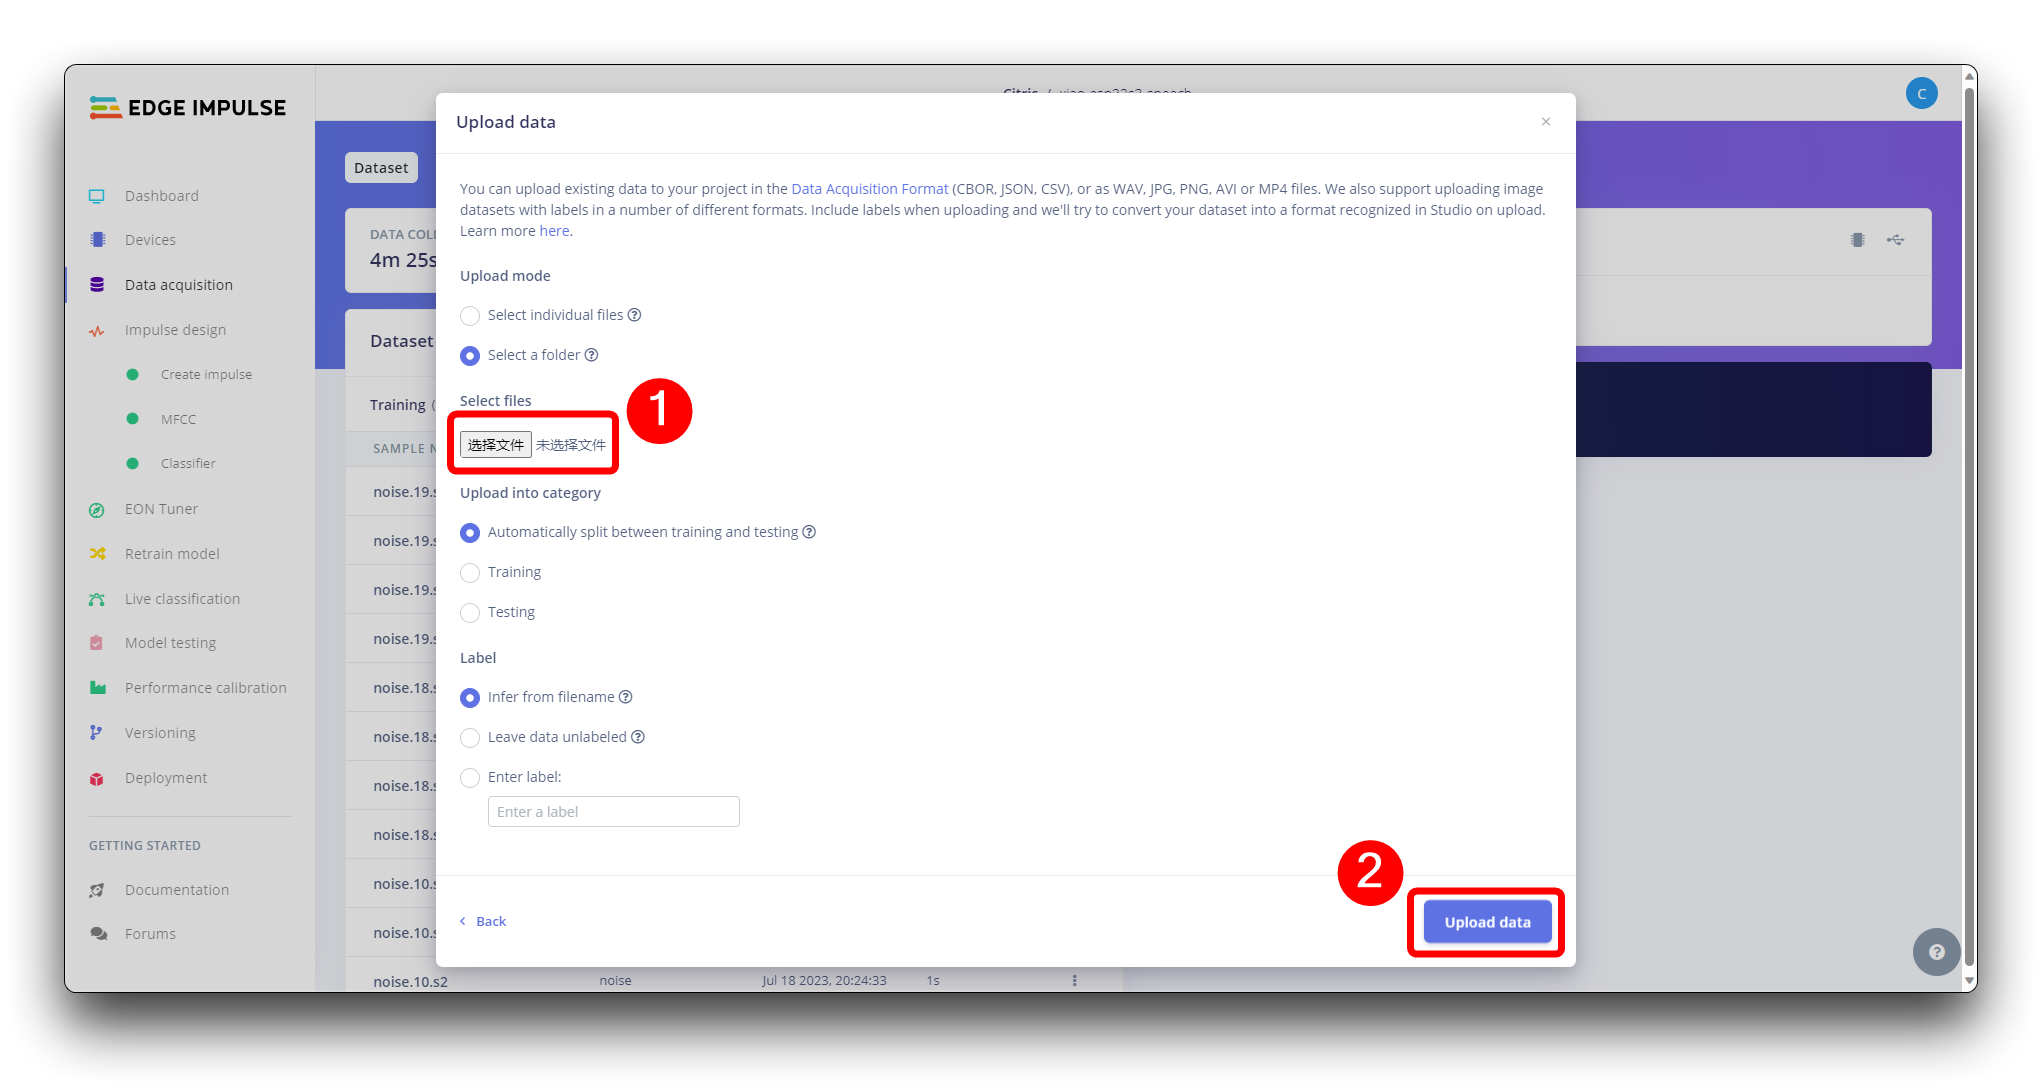 EDGE IMPULSE
Dashboard
Devices
Data acquisition
Impulse design
Create impulse
MFCC
Classifier
EON Tuner
Retrain model
Live classification
Model testing
Performance calibration
Versioning
Deployment
GETTING STARTED
Documentation
Forums
C
Dataset
DATA COL
4m 25s
Dataset
Training (
SAMPLE N
noise.19.s
noise.19.s
noise.19.s
noise.19.s
noise.18.s
noise.18.s
noise.18.s
noise.18.s
noise.10.s
noise.10.s
noise.10.s2 noise Jul 18 2023, 20:24:33 1s
Upload data ×
You can upload existing data to your project in the Data Acquisition Format (CBOR, JSON, CSV), or as WAV, JPG, PNG, AVI or MP4 files. We also support uploading image
datasets with labels in a number of different formats. Include labels when uploading and we'll try to convert your dataset into a format recognized in Studio on upload.
Learn more here.
Upload mode
Select individual files ?
Select a folder ?
Select files
1
选择文件 未选择文件
Upload into category
Automatically split between training and testing ?
Training
Testing
Label
Infer from filename ?
Leave data unlabeled ?
Enter label:
Enter a label
2
Back
Upload data
?